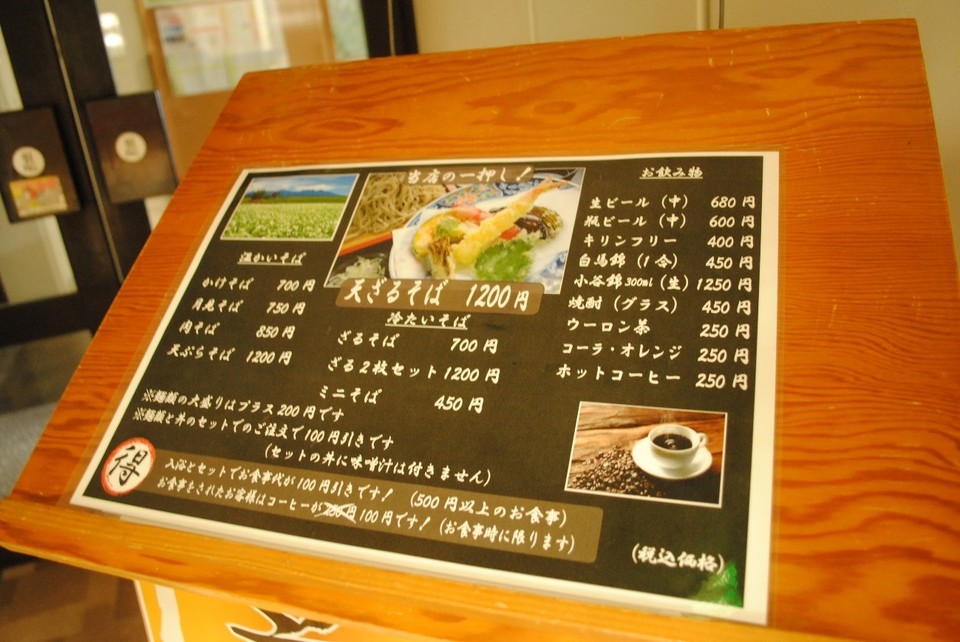 当店の一押し!
天ざるそば 1200円
温かいそば
かけそば 700円
月見そば 750円
肉そば 850円
天ぷらそば 1200円
冷たいそば
ざるそば 700円
ざる2枚セット 1200円
ミニそば 450円
お飲み物
生ビール(中) 680円
瓶ビール(中) 600円
キリンフリー 400円
白馬錦(1合) 450円
小谷錦300ml(生) 1250円
焼酎(グラス) 450円
ウーロン茶 250円
コーラ・オレンジ 250円
ホットコーヒー 250円
※麺類の大盛りはプラス200円です
※麺類と丼のセットでのご注文で100円引きです
(セットの丼に味噌汁は付きません)
得
入浴とセットでお食事代が100円引きです! (500円以上のお食事)
お食事をされたお客様はコーヒーが200円100円です! (お食事時に限ります)
(税込価格)